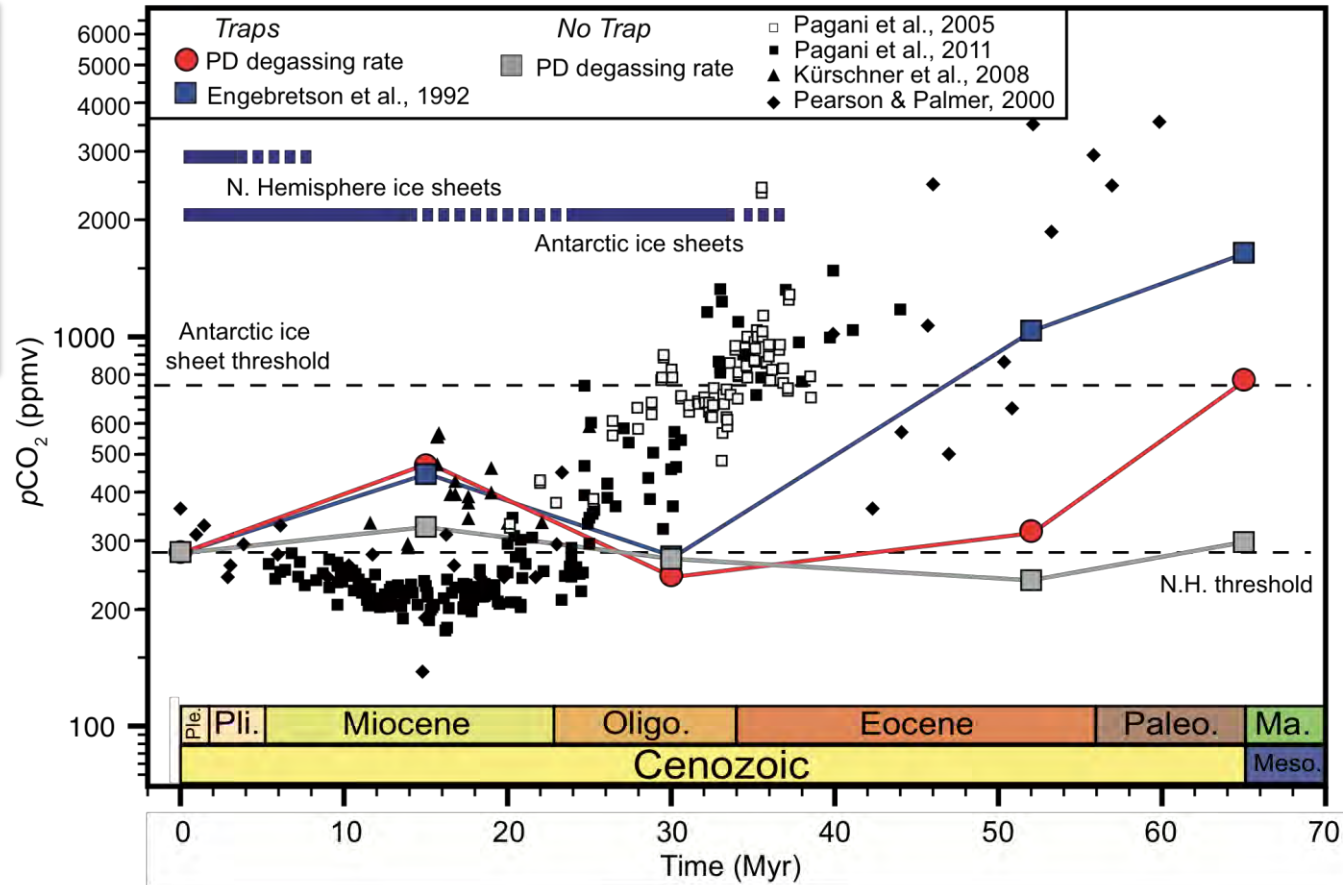 Traps
No Trap
PD degassing rate
Engebretson et al., 1992
PD degassing rate
Pagani et al., 2005
Pagani et al., 2011
Kürschner et al., 2008
Pearson & Palmer, 2000
6000
5000
4000
3000
2000
1000
800
600
500
400
300
200
100
pCO2 (ppmv)
N. Hemisphere ice sheets
Antarctic ice sheets
Antarctic ice
sheet threshold
N.H. threshold
Ple.
Pli.
Miocene
Oligo.
Eocene
Paleo.
Ma.
Cenozoic
Meso.
0 10 20 30 40 50 60 70
Time (Myr)